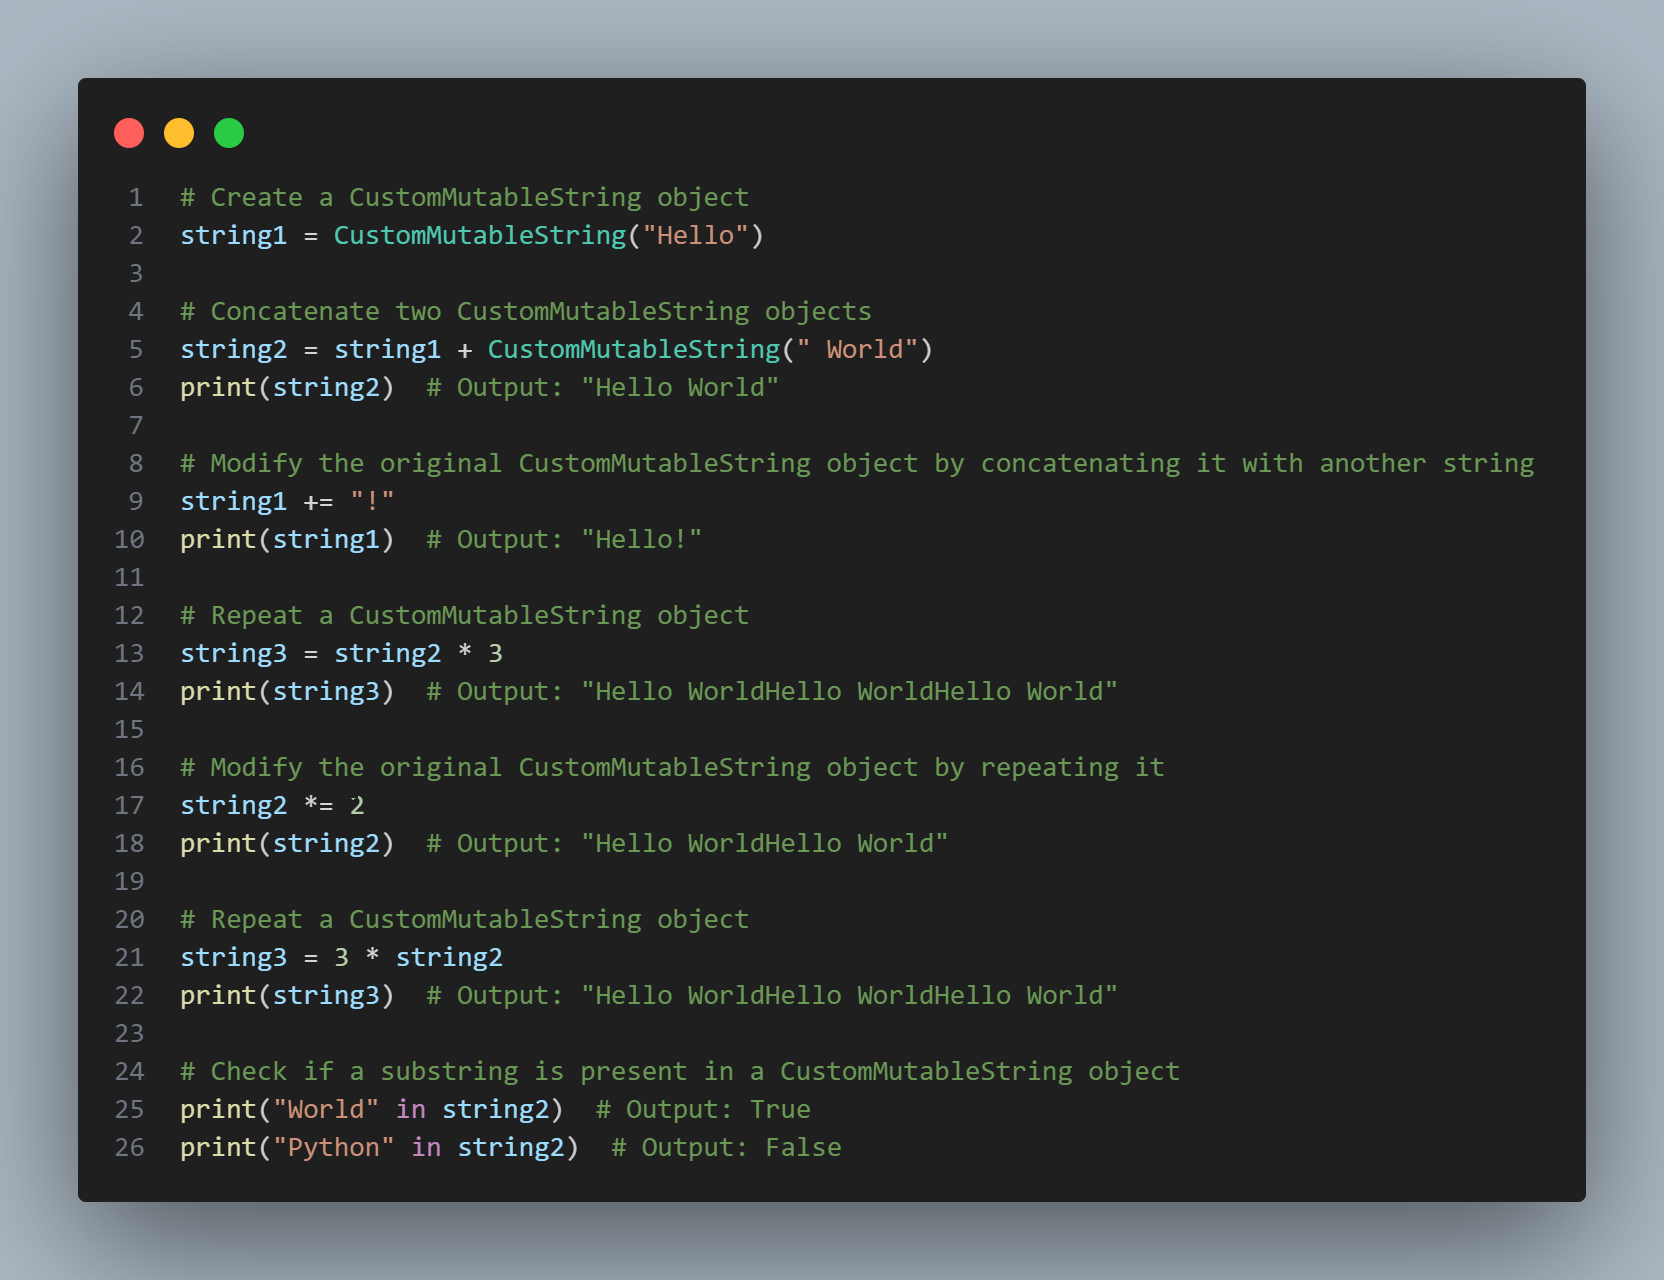 1 # Create a CustomMutableString object
2 string1 = CustomMutableString("Hello")
3
4 # Concatenate two CustomMutableString objects
5 string2 = string1 + CustomMutableString(" World")
6 print(string2)  # Output: "Hello World"
7
8 # Modify the original CustomMutableString object by concatenating it with another string
9 string1 += "!"
10 print(string1)  # Output: "Hello!"
11
12 # Repeat a CustomMutableString object
13 string3 = string2 * 3
14 print(string3)  # Output: "Hello WorldHello WorldHello World"
15
16 # Modify the original CustomMutableString object by repeating it
17 string2 *= 2
18 print(string2)  # Output: "Hello WorldHello World"
19
20 # Repeat a CustomMutableString object
21 string3 = 3 * string2
22 print(string3)  # Output: "Hello WorldHello WorldHello World"
23
24 # Check if a substring is present in a CustomMutableString object
25 print("World" in string2)  # Output: True
26 print("Python" in string2)  # Output: False